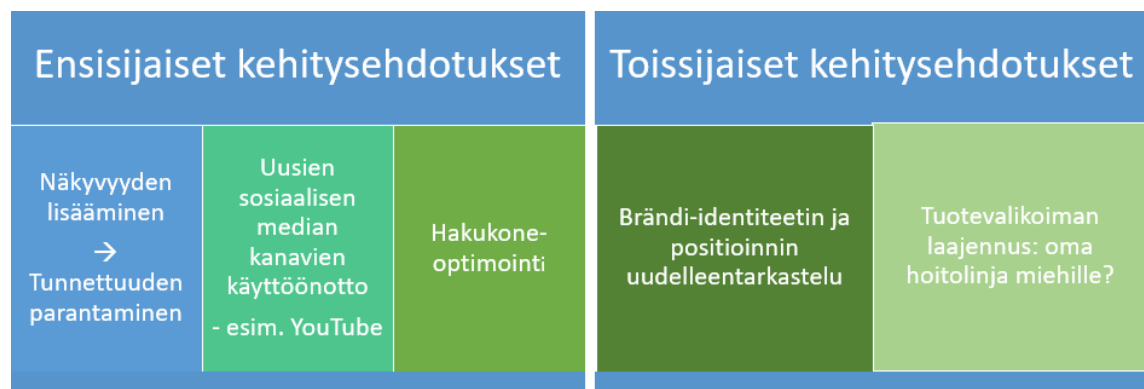 Ensisijaiset kehitysehdotukset
Näkyvyyden
lisääminen
→
Tunnettuuden
parantaminen
Uusien
sosiaalisen
median
kanavien
käyttöönotto
- esim. YouTube
Hakukone-
optimointi
Toissijaiset kehitysehdotukset
Brändi-identiteetin ja
positioinnin
uudelleentarkastelu
Tuotevalikoiman
laajennus: oma
hoitolinja miehille?